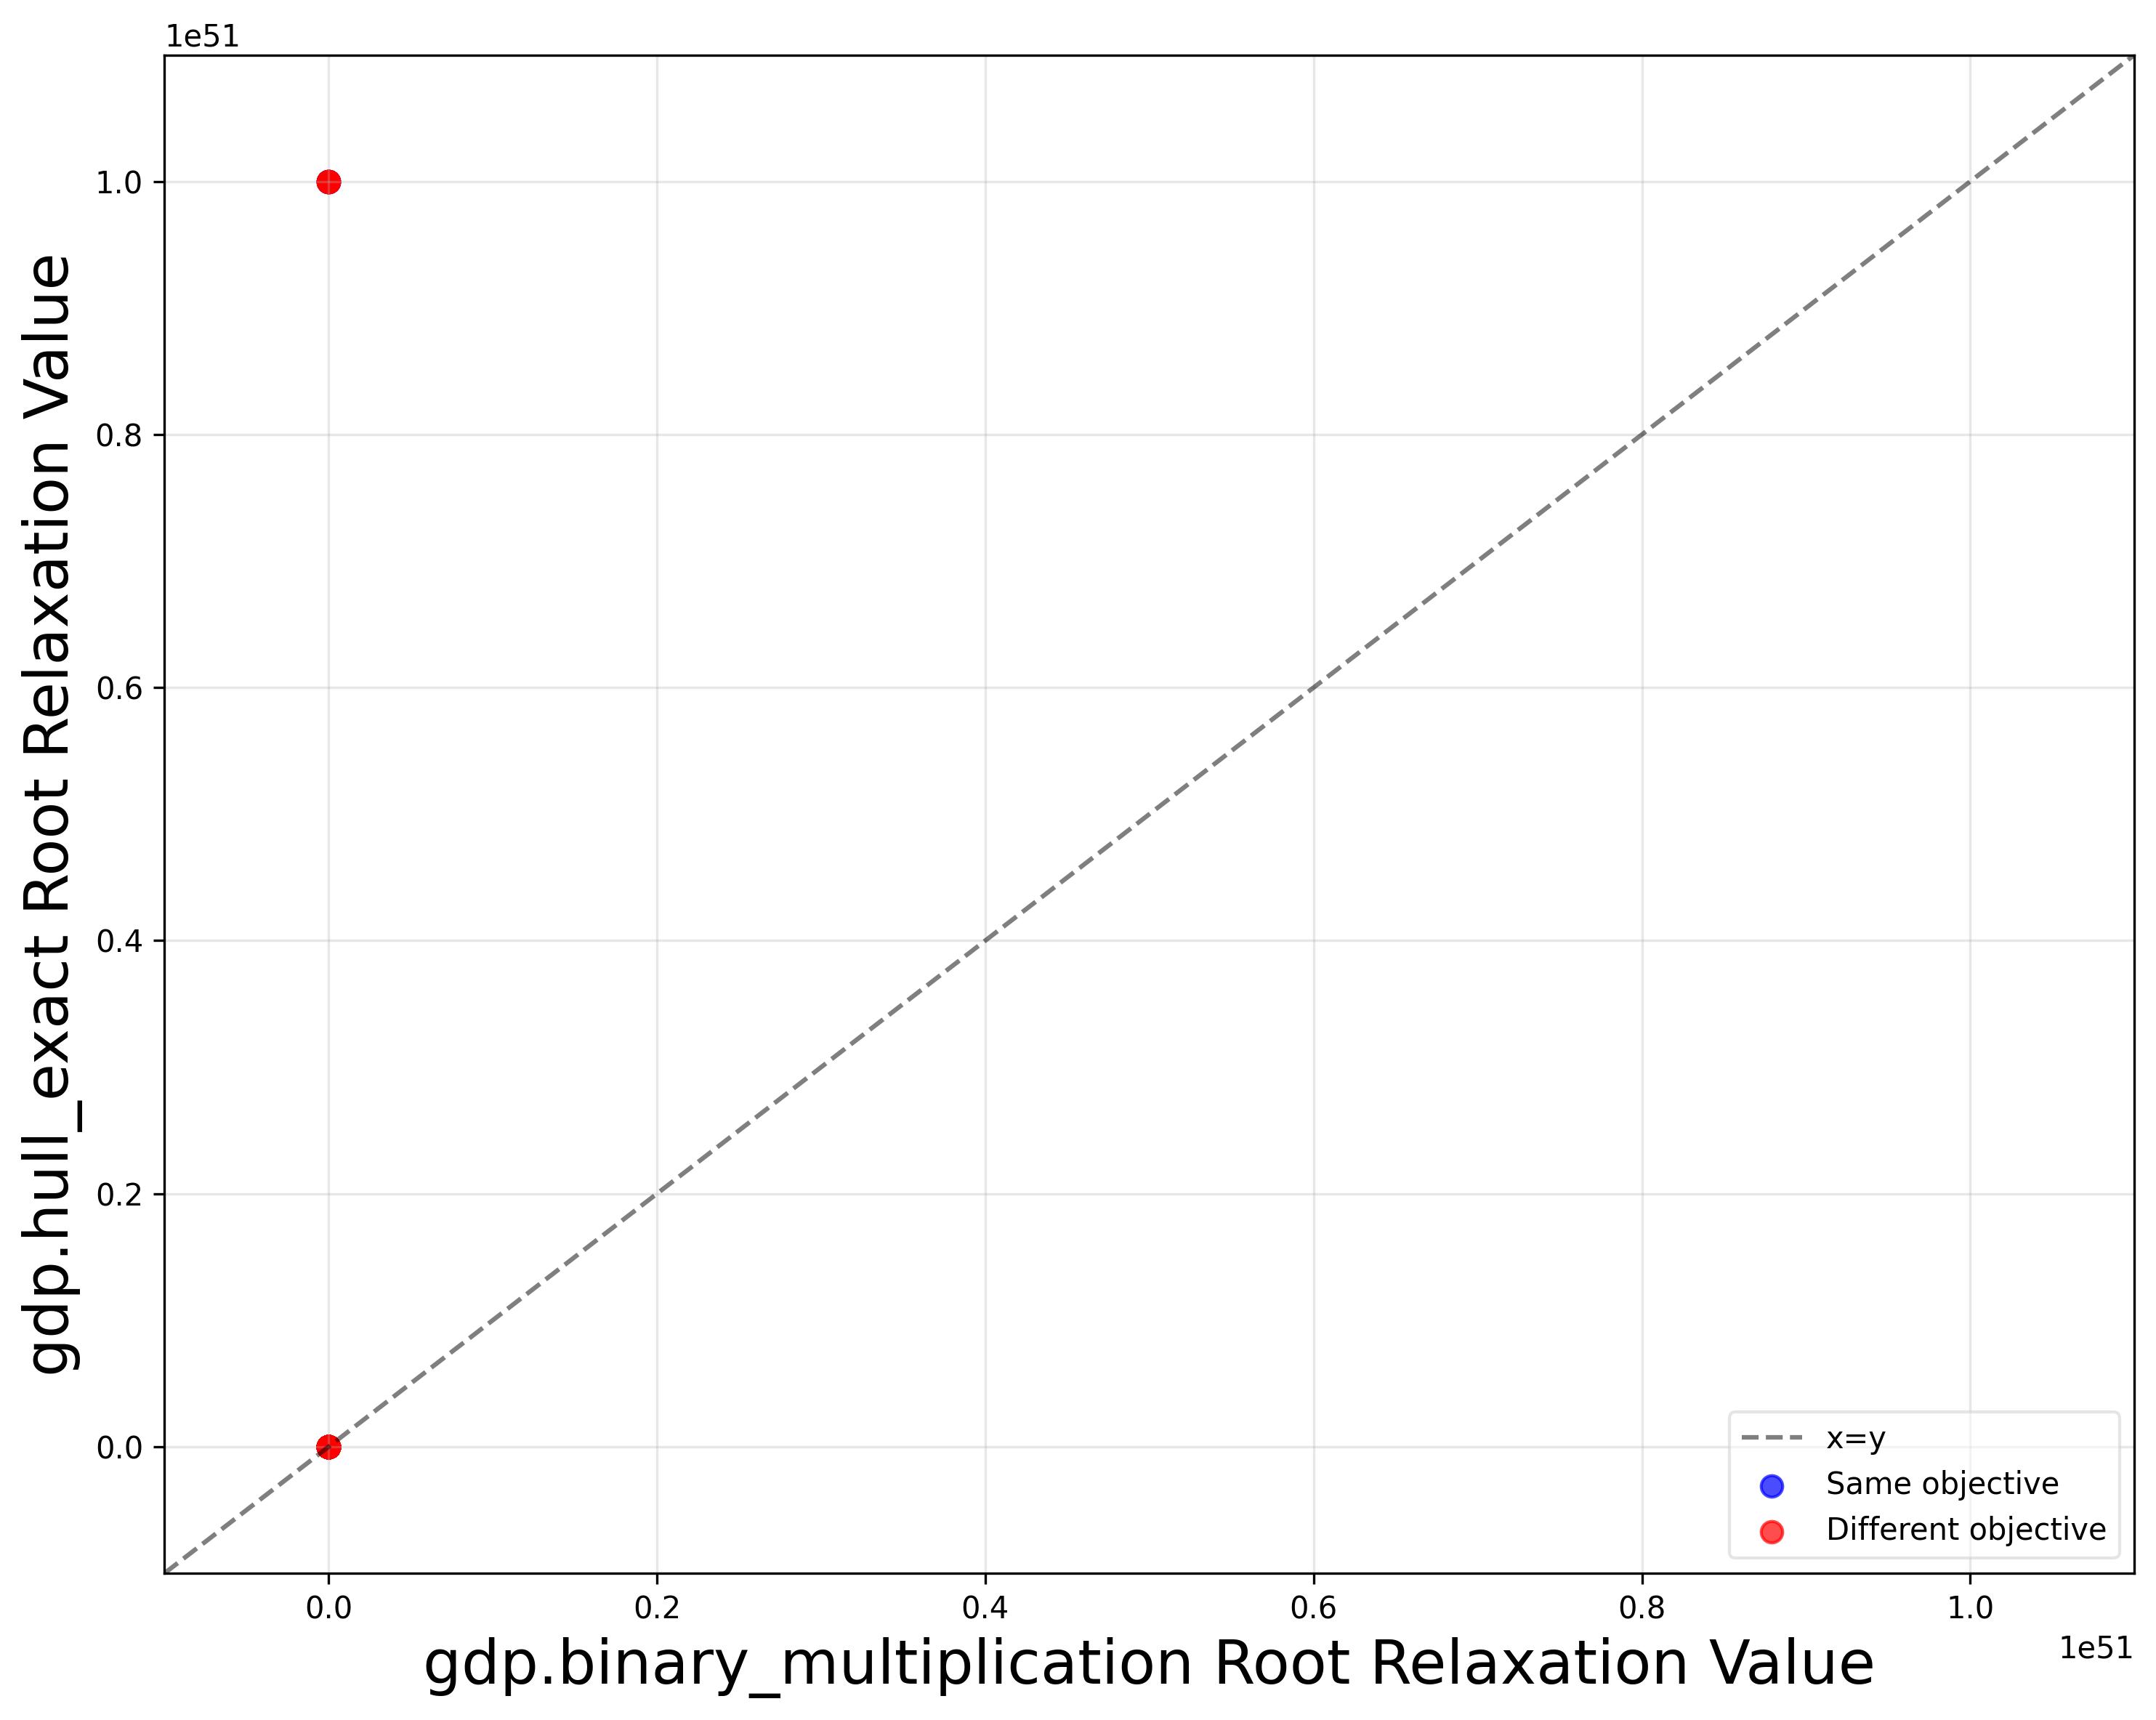 1e51
1.0
0.8
0.6
0.4
0.2
0.0
gdp.hull_exact Root Relaxation Value
x=y
Same objective
Different objective
0.0 0.2 0.4 0.6 0.8 1.0
1e51
gdp.binary_multiplication Root Relaxation Value